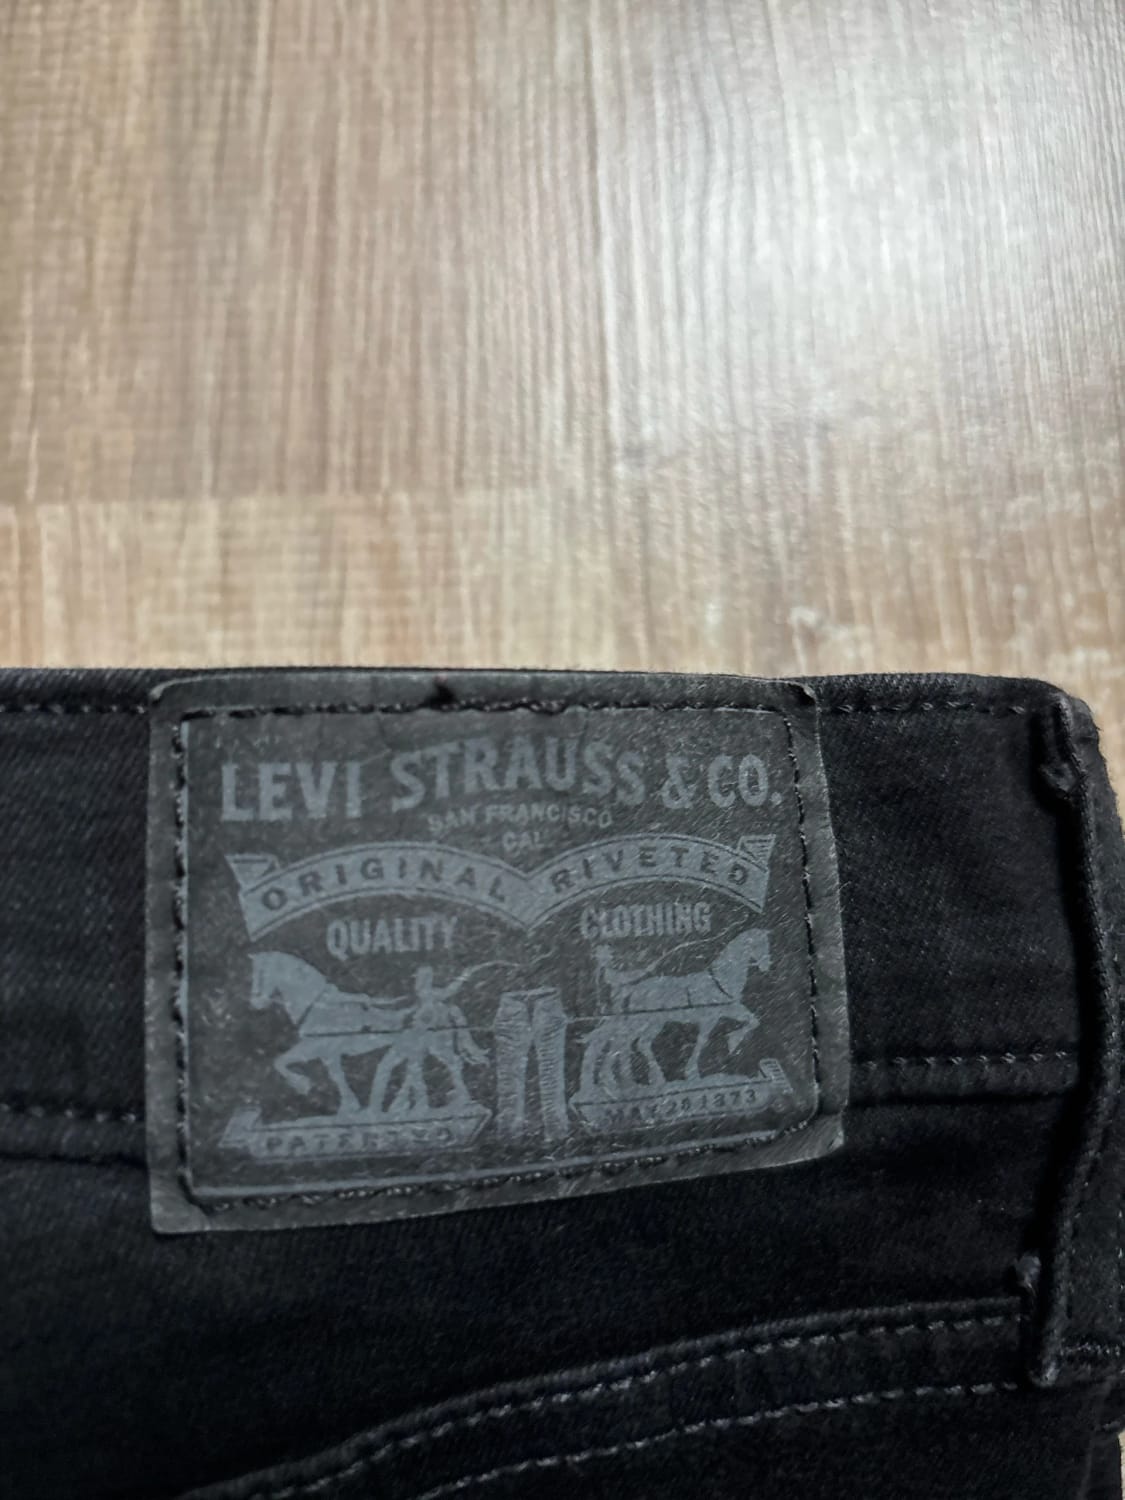 LEVI STRAUSS & CO.
SAN FRANCISCO
CAL
ORIGINAL RIVETED
QUALITY CLOTHING
PATENTED MAY 20 1873